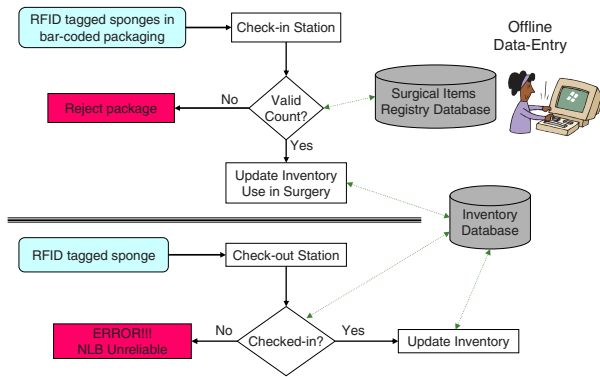 RFID tagged sponges in
bar-coded packaging
Check-in Station
Offline
Data-Entry
Reject package
No
Valid
Count?
Surgical Items
Registry Database
Yes
Update Inventory
Use in Surgery
Inventory
Database
RFID tagged sponge
Check-out Station
ERROR!!!
NLB Unreliable
No
Checked-in?
Yes
Update Inventory